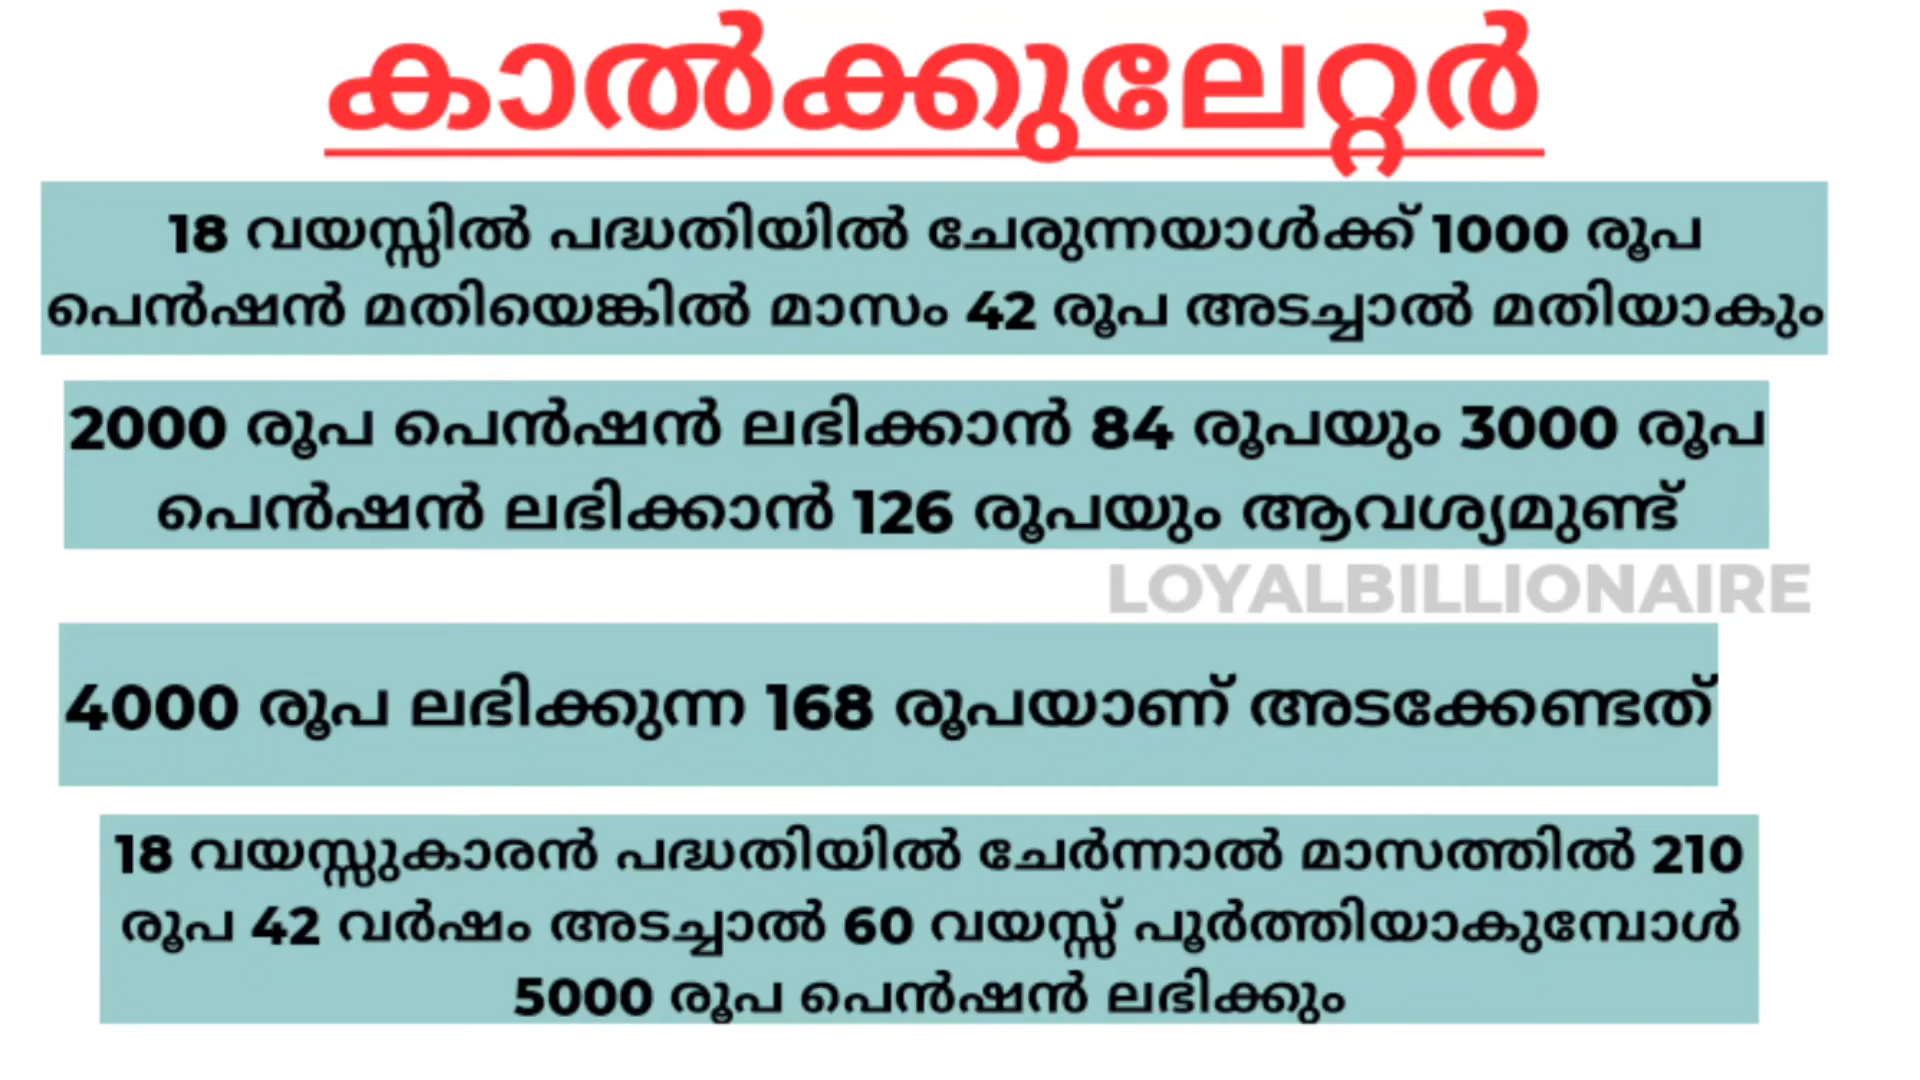 കാൽക്കുലേറ്റർ
18 വയസ്സിൽ പദ്ധതിയിൽ ചേരുന്നയാൾക്ക് 1000 രൂപ
പെൻഷൻ മതിയെങ്കിൽ മാസം 42 രൂപ അടച്ചാൽ മതിയാകും
2000 രൂപ പെൻഷൻ ലഭിക്കാൻ 84 രൂപയും 3000 രൂപ
പെൻഷൻ ലഭിക്കാൻ 126 രൂപയും ആവശ്യമുണ്ട്
LOYALBILLIONAIRE
4000 രൂപ ലഭിക്കുന്ന 168 രൂപയാണ് അടക്കേണ്ടത്
18 വയസ്സുകാരൻ പദ്ധതിയിൽ ചേർന്നാൽ മാസത്തിൽ 210
രൂപ 42 വർഷം അടച്ചാൽ 60 വയസ്സ് പൂർത്തിയാകുമ്പോൾ
5000 രൂപ പെൻഷൻ ലഭിക്കും